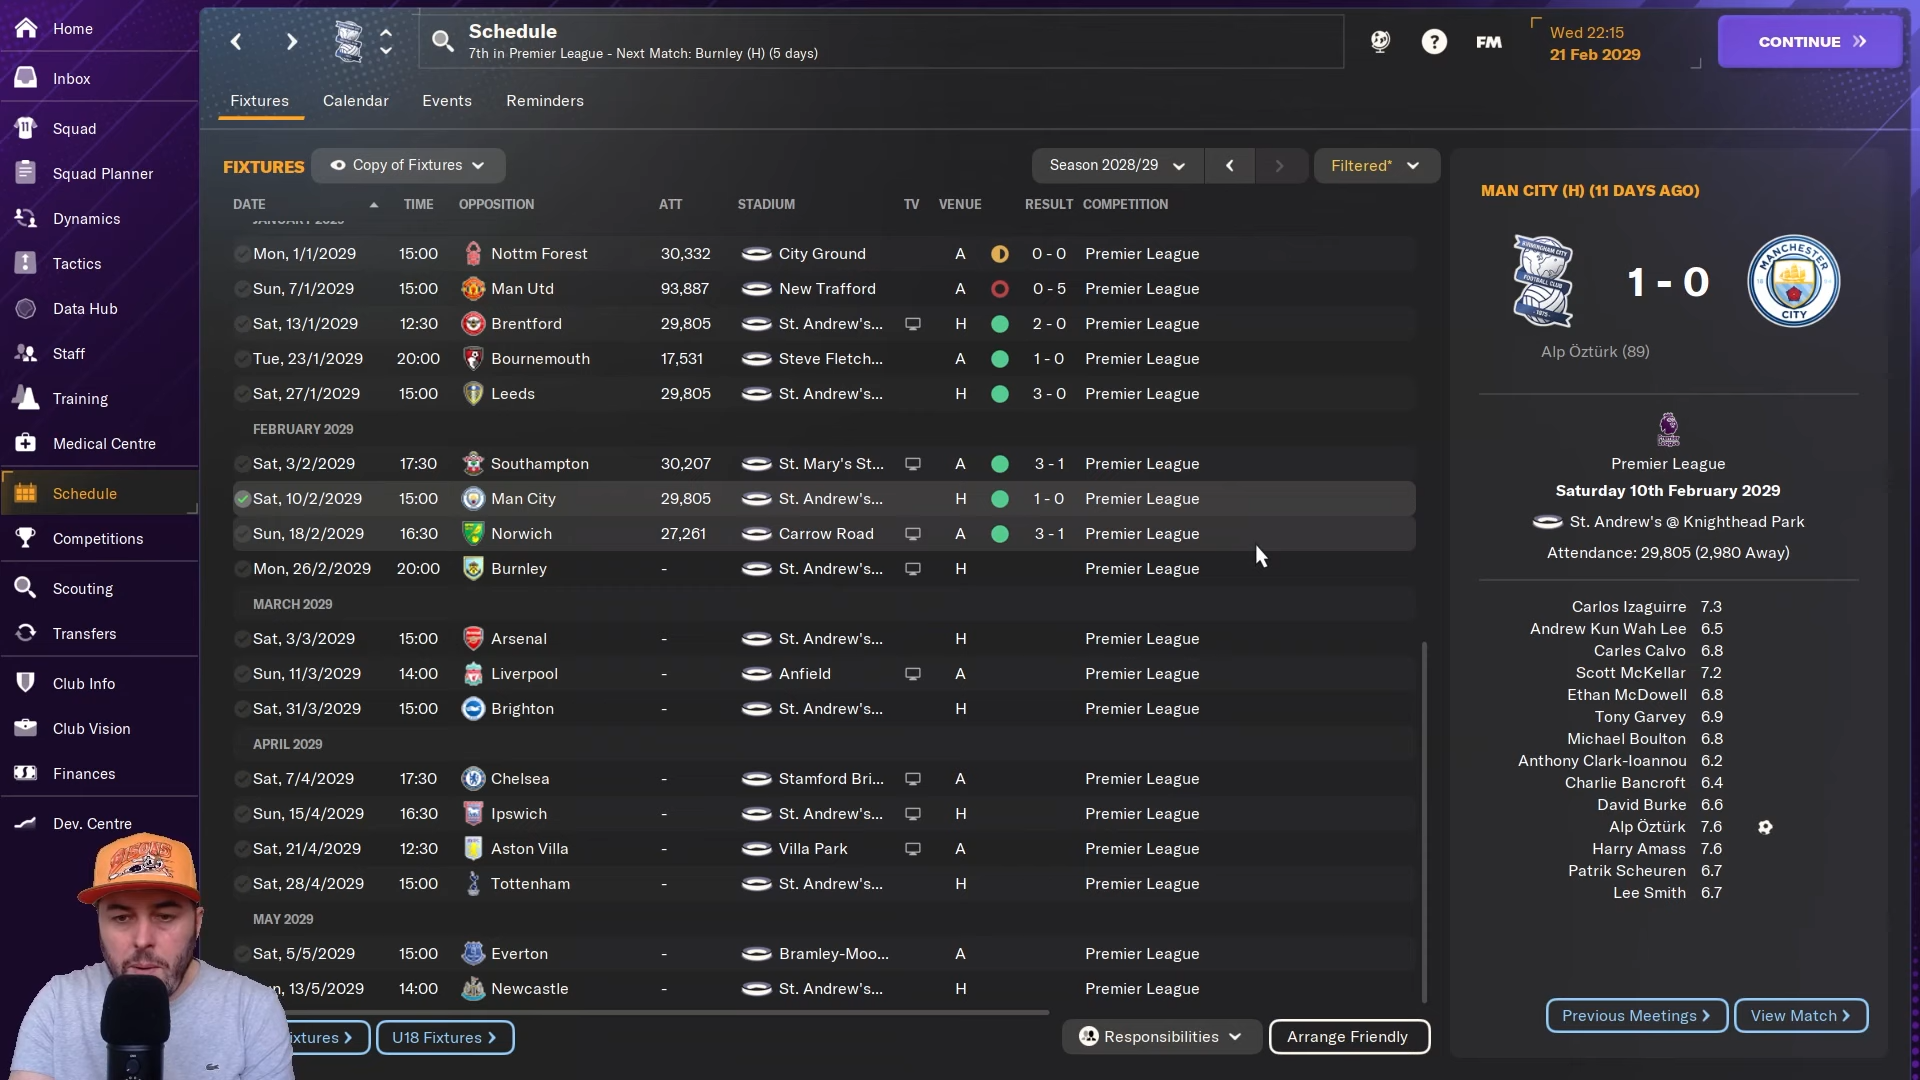 Home
Inbox
Squad
Squad Planner
Dynamics
Tactics
Data Hub
Staff
Training
Medical Centre
Schedule
Competitions
Scouting
Transfers
Club Info
Club Vision
Finances
Dev. Centre
Schedule
7th in Premier League - Next Match: Burnley (H) (5 days)
? FM
Wed 22:15
21 Feb 2029
CONTINUE
Fixtures Calendar Events Reminders
FIXTURES Copy of Fixtures Season 2028/29 Filtered*
DATE TIME OPPOSITION ATT STADIUM TV VENUE RESULT COMPETITION
JANUARY 2029
Mon, 1/1/2029 15:00 Nottm Forest 30,332 City Ground A 0 - 0 Premier League
Sun, 7/1/2029 15:00 Man Utd 93,887 New Trafford A 0 - 5 Premier League
Sat, 13/1/2029 12:30 Brentford 29,805 St. Andrew's... H 2 - 0 Premier League
Tue, 23/1/2029 20:00 Bournemouth 17,531 Steve Fletch... A 1 - 0 Premier League
Sat, 27/1/2029 15:00 Leeds 29,805 St. Andrew's... H 3 - 0 Premier League
FEBRUARY 2029
Sat, 3/2/2029 17:30 Southampton 30,207 St. Mary's St... A 3 - 1 Premier League
Sat, 10/2/2029 15:00 Man City 29,805 St. Andrew's... H 1 - 0 Premier League
Sun, 18/2/2029 16:30 Norwich 27,261 Carrow Road A 3 - 1 Premier League
Mon, 26/2/2029 20:00 Burnley - St. Andrew's... H Premier League
MARCH 2029
Sat, 3/3/2029 15:00 Arsenal - St. Andrew's... H Premier League
Sun, 11/3/2029 14:00 Liverpool - Anfield A Premier League
Sat, 31/3/2029 15:00 Brighton - St. Andrew's... H Premier League
APRIL 2029
Sat, 7/4/2029 17:30 Chelsea - Stamford Bri... A Premier League
Sun, 15/4/2029 16:30 Ipswich - St. Andrew's... H Premier League
Sat, 21/4/2029 12:30 Aston Villa - Villa Park A Premier League
Sat, 28/4/2029 15:00 Tottenham - St. Andrew's... H Premier League
MAY 2029
Sat, 5/5/2029 15:00 Everton - Bramley-Moo... A Premier League
n, 13/5/2029 14:00 Newcastle - St. Andrew's... H Premier League
ixtures U18 Fixtures Responsibilities Arrange Friendly
MAN CITY (H) (11 DAYS AGO)
1 - 0
MANCHESTER
CITY
Alp Öztürk (89)
Premier League
Saturday 10th February 2029
St. Andrew's @ Knighthead Park
Attendance: 29,805 (2,980 Away)
Carlos Izaguirre 7.3
Andrew Kun Wah Lee 6.5
Carles Calvo 6.8
Scott McKellar 7.2
Ethan McDowell 6.8
Tony Garvey 6.9
Michael Boulton 6.8
Anthony Clark-Ioannou 6.2
Charlie Bancroft 6.4
David Burke 6.6
Alp Öztürk 7.6
Harry Amass 7.6
Patrik Scheuren 6.7
Lee Smith 6.7
Previous Meetings View Match